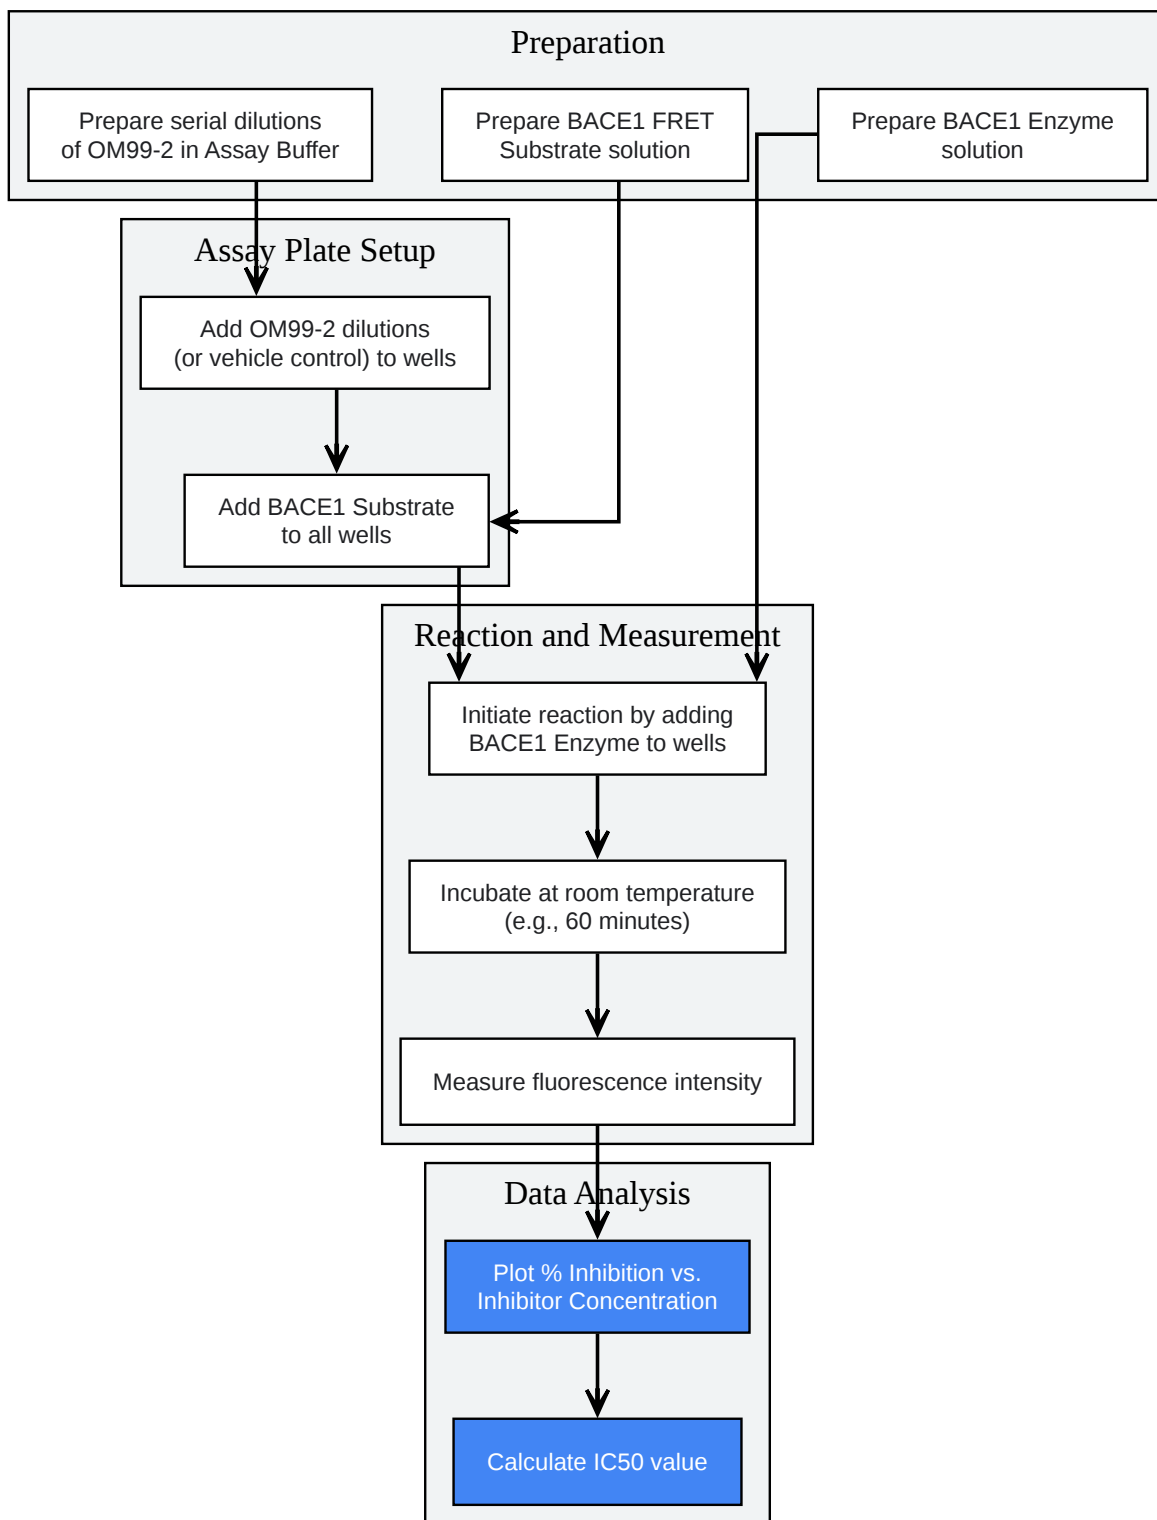 Preparation
Prepare serial dilutions
of OM99-2 in Assay Buffer
Prepare BACE1 FRET
Substrate solution
Prepare BACE1 Enzyme
solution
Assay Plate Setup
Add OM99-2 dilutions
(or vehicle control) to wells
Add BACE1 Substrate
to all wells
Reaction and Measurement
Initiate reaction by adding
BACE1 Enzyme to wells
Incubate at room temperature
(e.g., 60 minutes)
Measure fluorescence intensity
Data Analysis
Plot % Inhibition vs.
Inhibitor Concentration
Calculate IC50 value